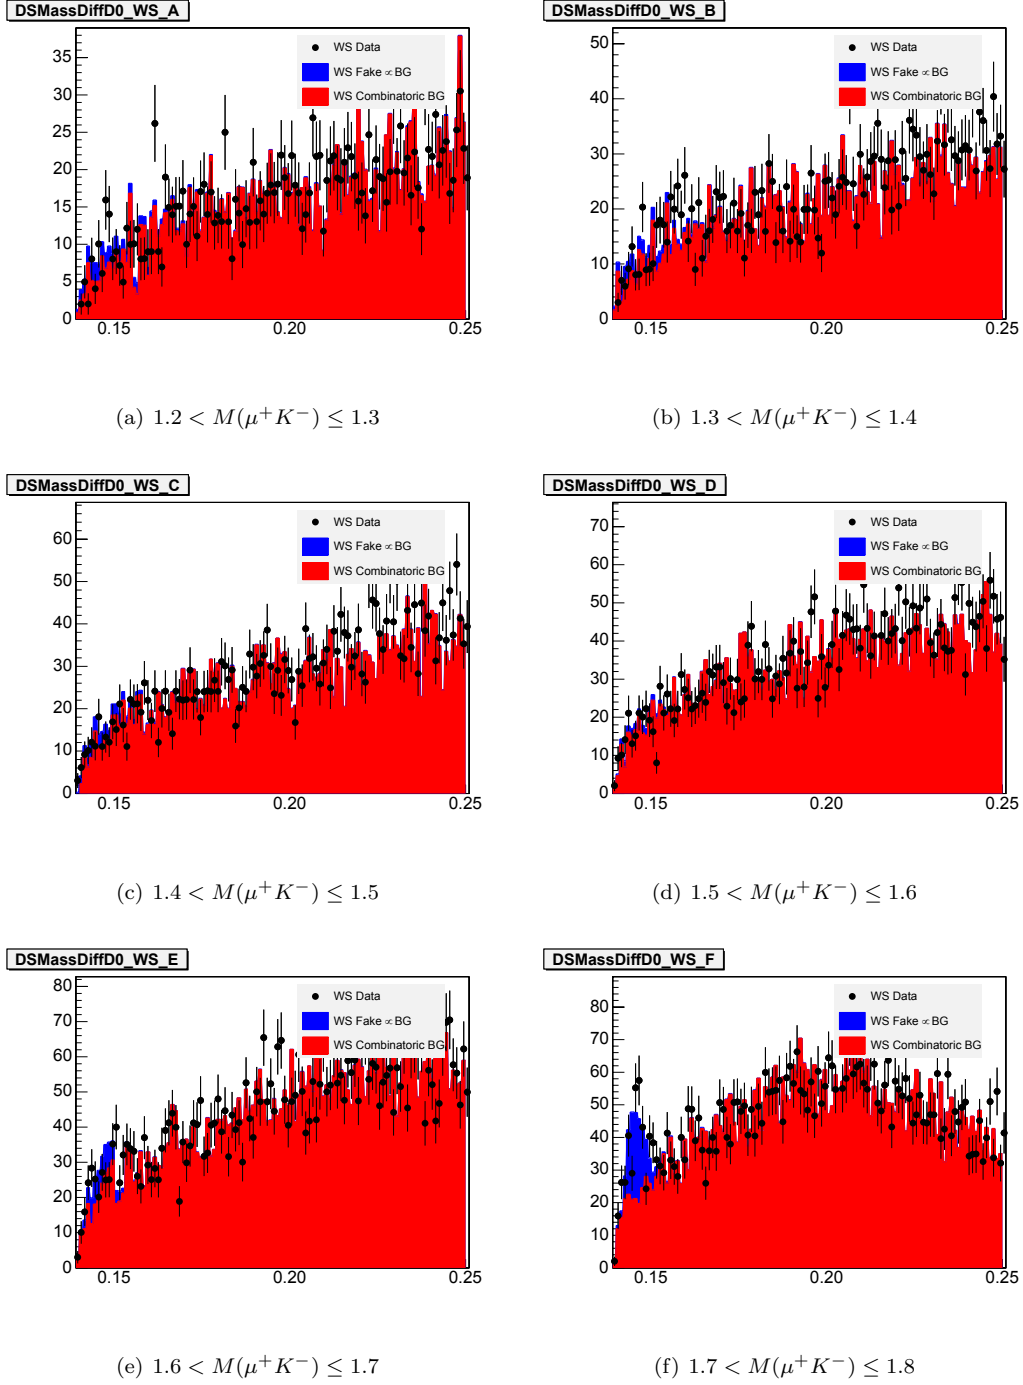 DSMassDiffD0_WS_A
35
30
25
20
15
10
5
0
0.15
0.20
0.25
WS Data
WS Fake ∝ BG
WS Combinatoric BG
(a) 1.2 < M(μ⁺K⁻) ≤ 1.3
DSMassDiffD0_WS_B
50
40
30
20
10
0
0.15
0.20
0.25
WS Data
WS Fake ∝ BG
WS Combinatoric BG
(b) 1.3 < M(μ⁺K⁻) ≤ 1.4
DSMassDiffD0_WS_C
60
50
40
30
20
10
0
0.15
0.20
0.25
WS Data
WS Fake ∝ BG
WS Combinatoric BG
(c) 1.4 < M(μ⁺K⁻) ≤ 1.5
DSMassDiffD0_WS_D
70
60
50
40
30
20
10
0
0.15
0.20
0.25
WS Data
WS Fake ∝ BG
WS Combinatoric BG
(d) 1.5 < M(μ⁺K⁻) ≤ 1.6
DSMassDiffD0_WS_E
80
70
60
50
40
30
20
10
0
0.15
0.20
0.25
WS Data
WS Fake ∝ BG
WS Combinatoric BG
(e) 1.6 < M(μ⁺K⁻) ≤ 1.7
DSMassDiffD0_WS_F
80
70
60
50
40
30
20
10
0
0.15
0.20
0.25
WS Data
WS Fake ∝ BG
WS Combinatoric BG
(f) 1.7 < M(μ⁺K⁻) ≤ 1.8